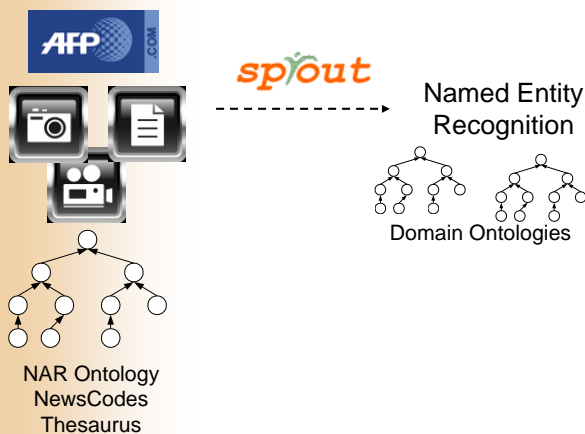 AFP
.COM
sprout
Named Entity
Recognition
Domain Ontologies
NAR Ontology
NewsCodes
Thesaurus